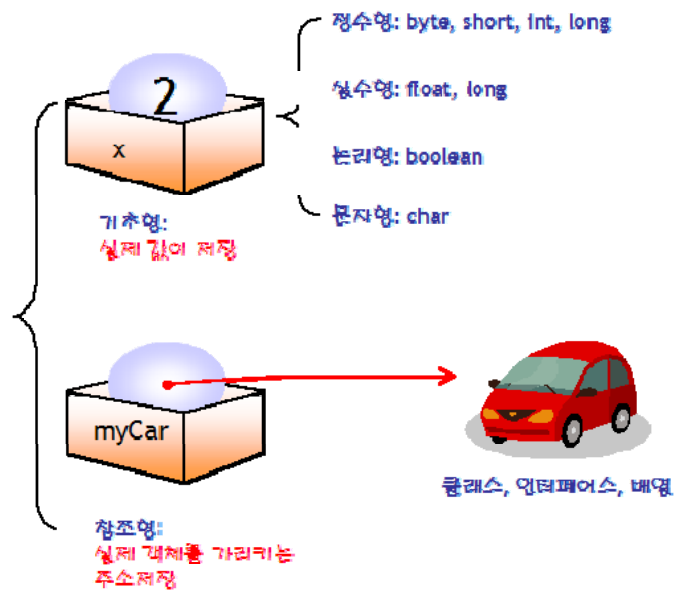 정수형: byte, short, int, long
2
실수형: float, long
x
논리형: boolean
문자형: char
기초형:
실제 값이 저장
myCar
클래스, 인터페이스, 배열
참조형:
실제 객체를 가리키는
주소저장